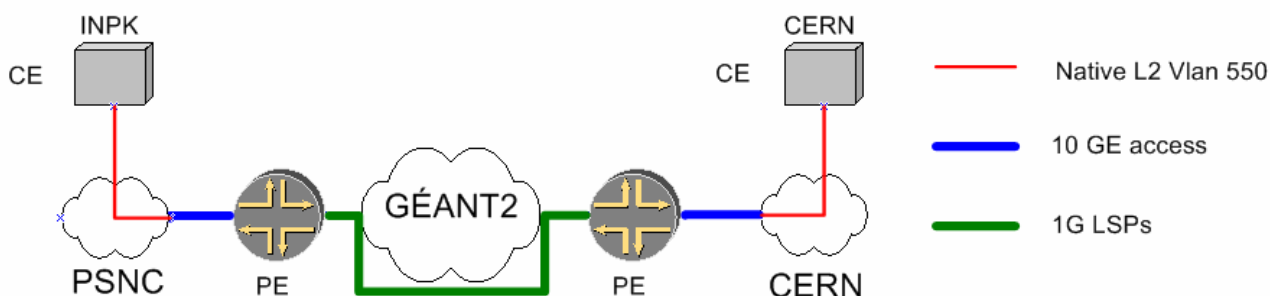 INPK
CERN
CE
CE
Native L2 Vlan 550
10 GE access
GÉANT2
1G LSPs
PSNC
PE
PE
CERN